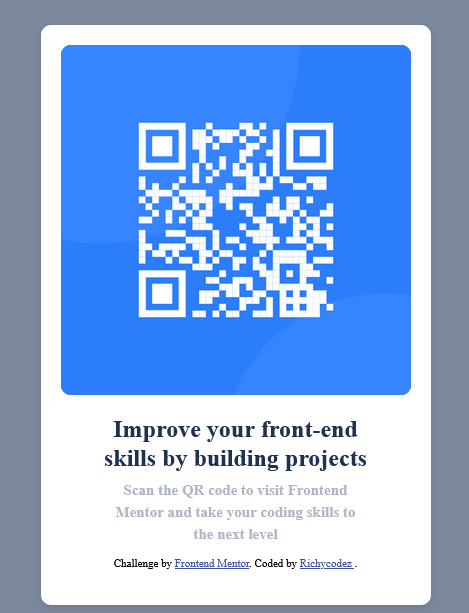 Improve your front-end
skills by building projects
Scan the QR code to visit Frontend
Mentor and take your coding skills to
the next level
Challenge by Frontend Mentor. Coded by Richycodez .